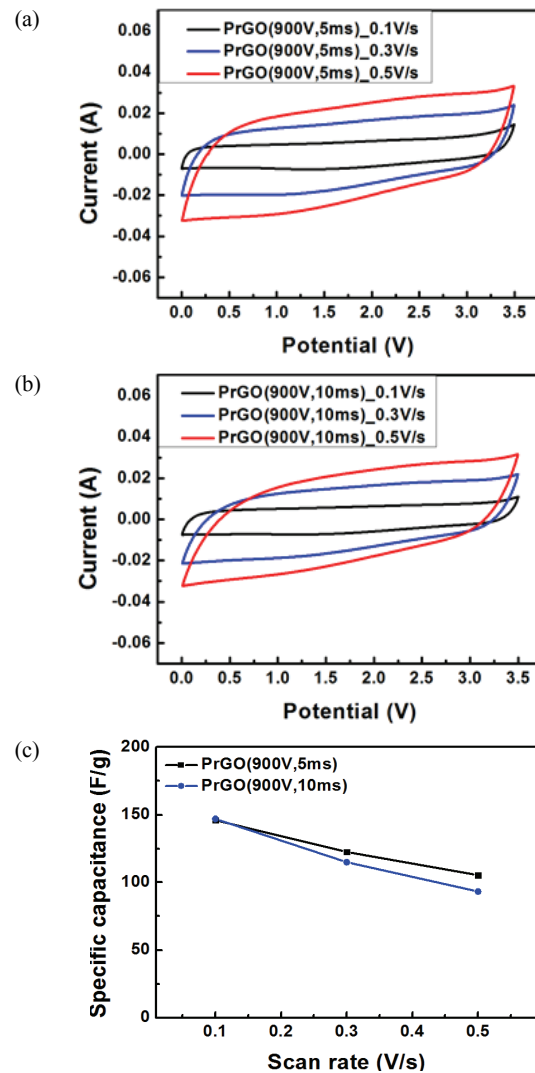 (a)
PrGO(900V,5ms)_0.1V/s
PrGO(900V,5ms)_0.3V/s
PrGO(900V,5ms)_0.5V/s
0.06
0.04
0.02
0.00
-0.02
-0.04
-0.06
Current (A)
0.0 0.5 1.0 1.5 2.0 2.5 3.0 3.5
Potential (V)
(b)
PrGO(900V,10ms)_0.1V/s
PrGO(900V,10ms)_0.3V/s
PrGO(900V,10ms)_0.5V/s
0.06
0.04
0.02
0.00
-0.02
-0.04
-0.06
Current (A)
0.0 0.5 1.0 1.5 2.0 2.5 3.0 3.5
Potential (V)
(c)
PrGO(900V,5ms)
PrGO(900V,10ms)
200
150
100
50
0
Specific capacitance (F/g)
0.1 0.2 0.3 0.4 0.5
Scan rate (V/s)